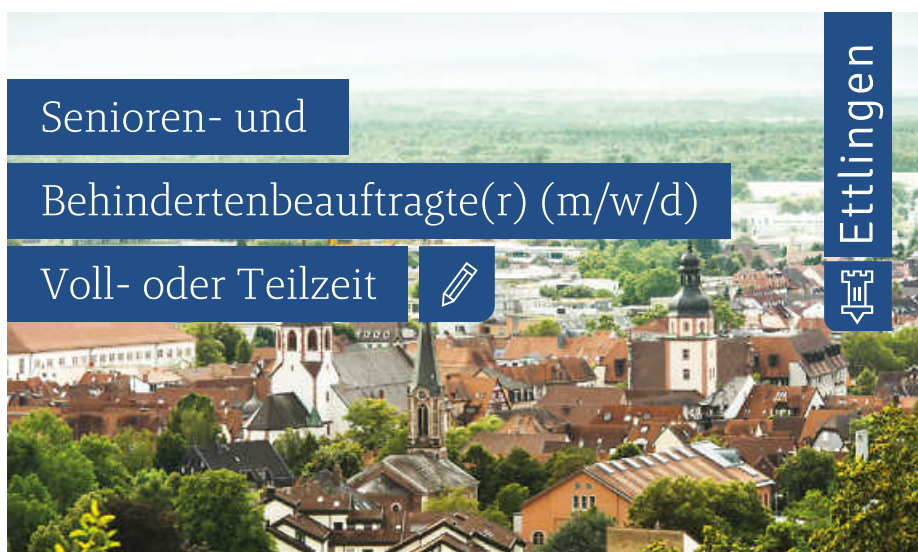 Senioren- und
Behindertenbeauftragte(r) (m/w/d)
Voll- oder Teilzeit
Ettlingen